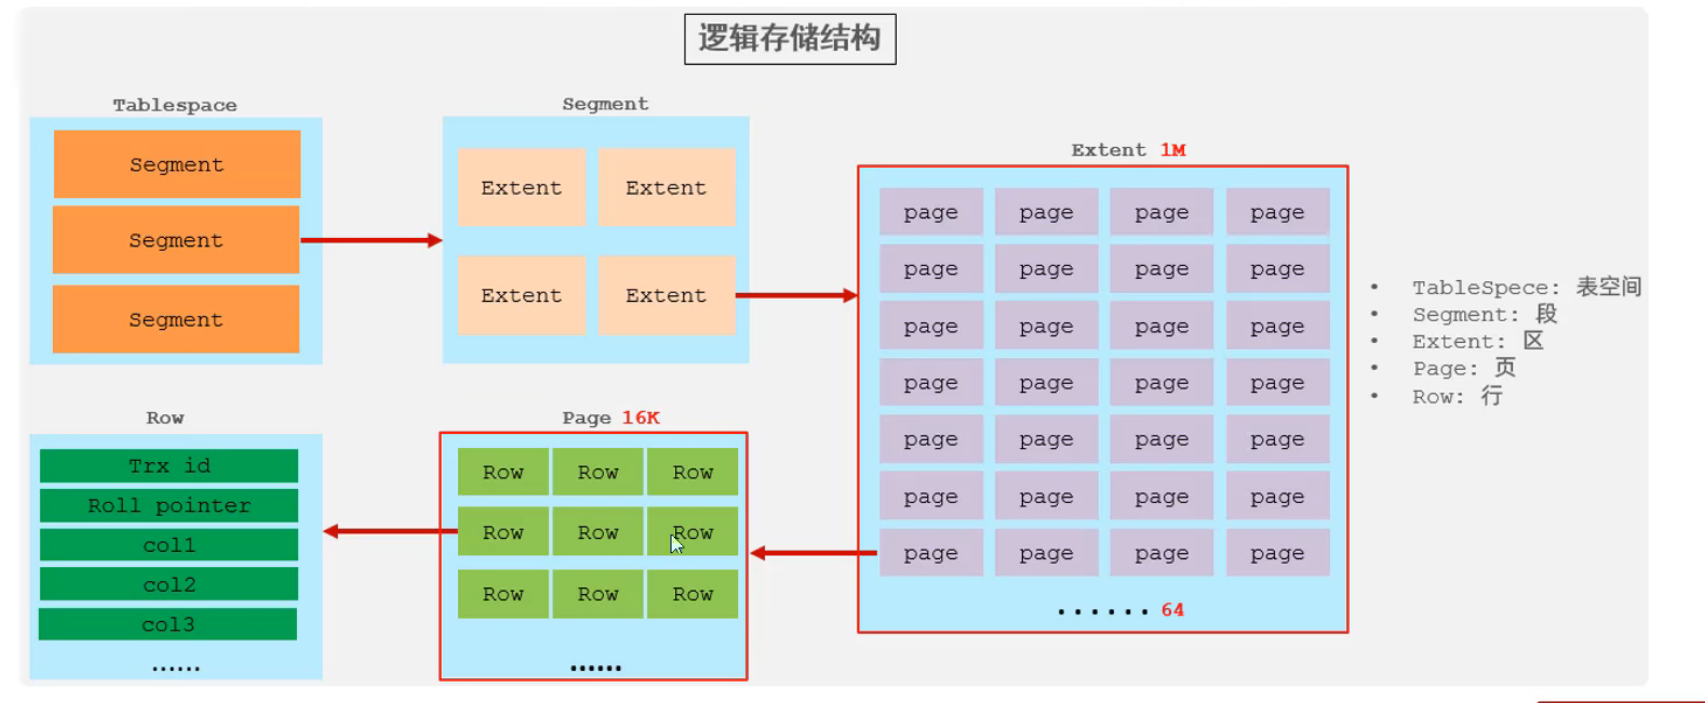 逻辑存储结构
Tablespace
Segment
Segment
Segment
Segment
Extent Extent
Extent Extent
Extent 1M
page page page page
page page page page
page page page page
page page page page
page page page page
page page page page
page page page page
......64
• TableSpece: 表空间
• Segment: 段
• Extent: 区
• Page: 页
• Row: 行
Row
Trx id
Roll pointer
col1
col2
col3
......
Page 16K
Row Row Row
Row Row Row
Row Row Row
......